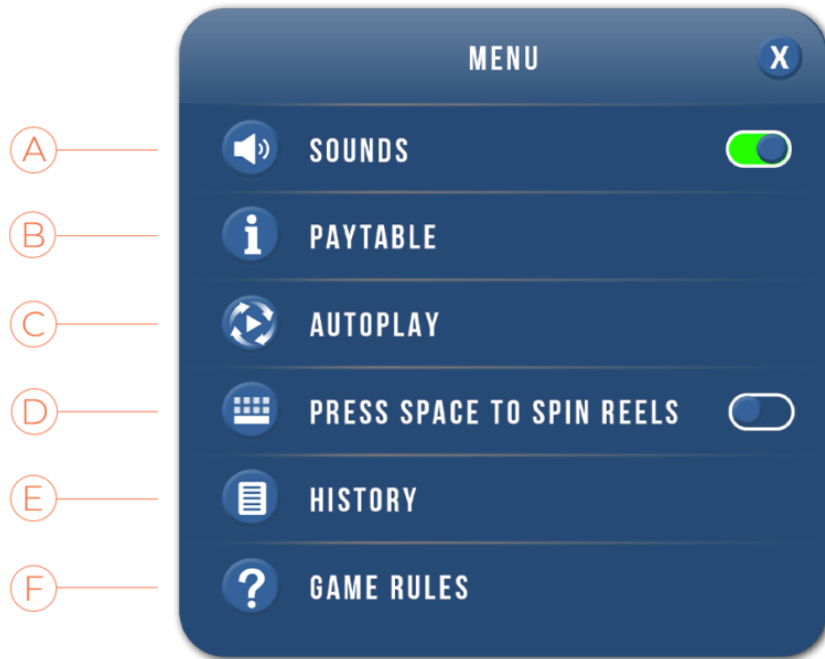 MENU
X
A SOUNDS
B PAYTABLE
C AUTOPLAY
D PRESS SPACE TO SPIN REELS
E HISTORY
F GAME RULES